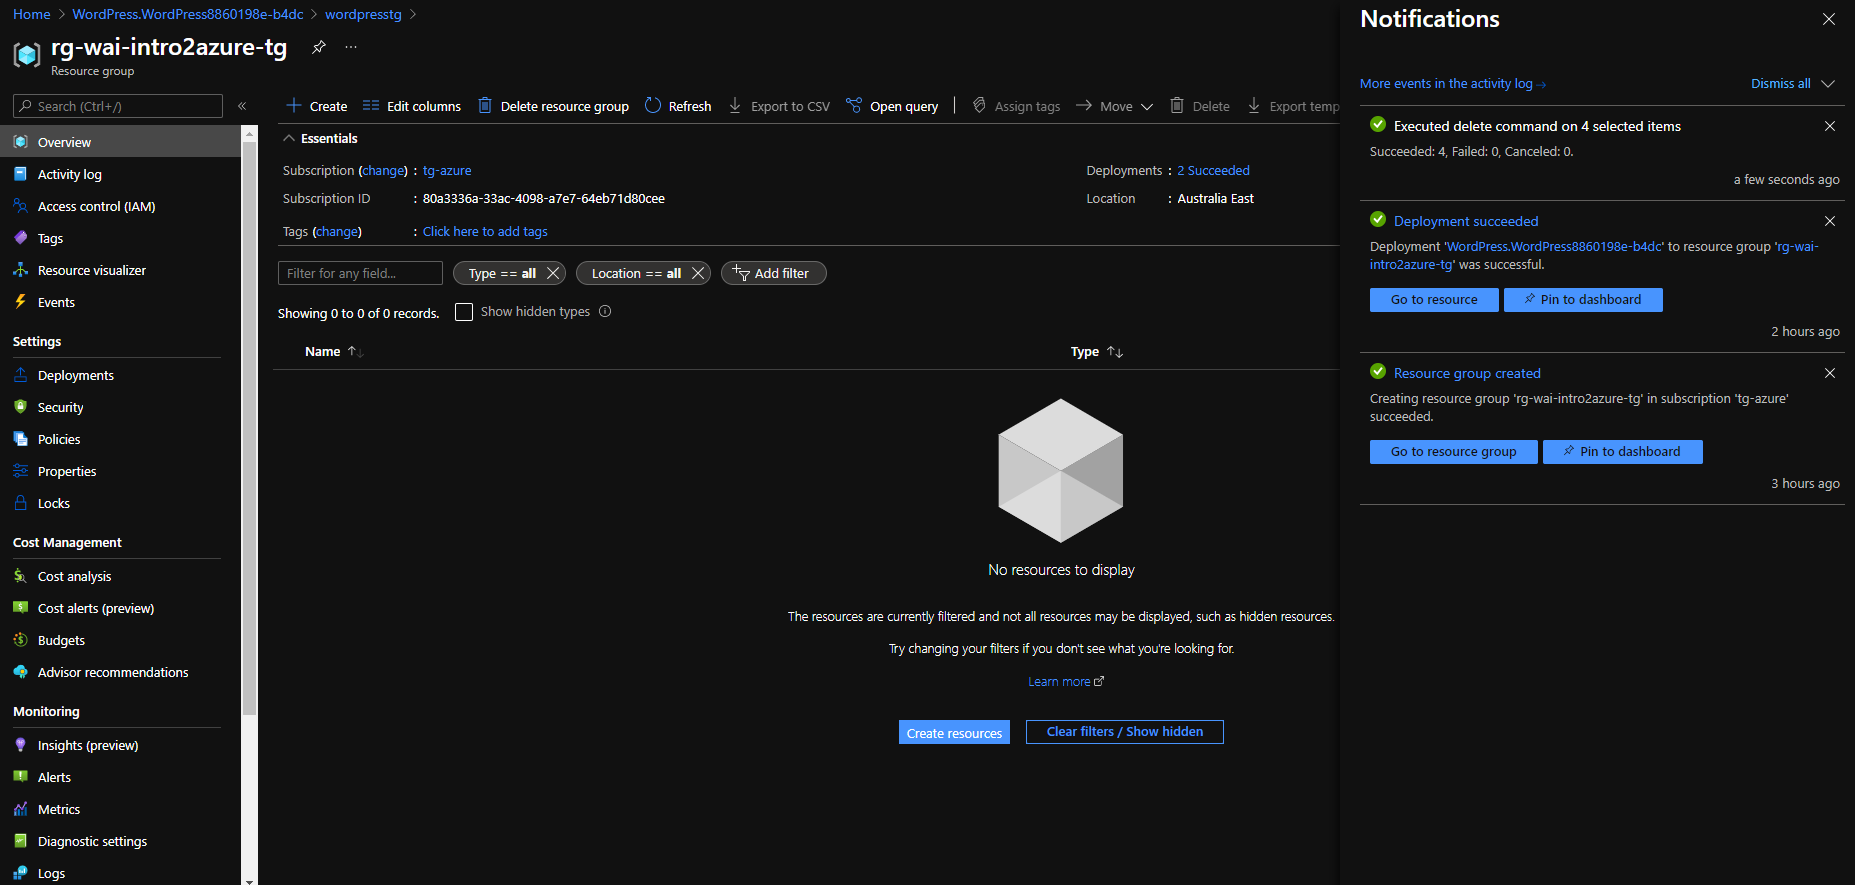 Home > WordPress.WordPress8860198e-b4dc > wordpresstg >
rg-wai-intro2azure-tg
Resource group
Search (Ctrl+/)
Overview
Activity log
Access control (IAM)
Tags
Resource visualizer
Events
Settings
Deployments
Security
Policies
Properties
Locks
Cost Management
Cost analysis
Cost alerts (preview)
Budgets
Advisor recommendations
Monitoring
Insights (preview)
Alerts
Metrics
Diagnostic settings
Logs
Create Edit columns Delete resource group Refresh Export to CSV Open query Assign tags Move Delete Export temp
Essentials
Subscription (change) : tg-azure
Deployments : 2 Succeeded
Subscription ID : 80a3336a-33ac-4098-a7e7-64eb71d80cee
Location : Australia East
Tags (change) : Click here to add tags
Filter for any field... Type == all Location == all Add filter
Showing 0 to 0 of 0 records. Show hidden types
Name Type
No resources to display
The resources are currently filtered and not all resources may be displayed, such as hidden resources.
Try changing your filters if you don't see what you're looking for.
Learn more
Create resources Clear filters / Show hidden
Notifications
More events in the activity log → Dismiss all
Executed delete command on 4 selected items
Succeeded: 4, Failed: 0, Canceled: 0.
a few seconds ago
Deployment succeeded
Deployment 'WordPress.WordPress8860198e-b4dc' to resource group 'rg-wai-
intro2azure-tg' was successful.
Go to resource Pin to dashboard
2 hours ago
Resource group created
Creating resource group 'rg-wai-intro2azure-tg' in subscription 'tg-azure'
succeeded.
Go to resource group Pin to dashboard
3 hours ago